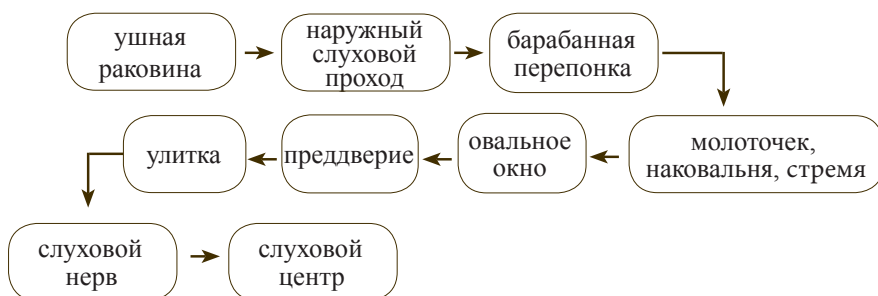 ушная
раковина
наружный
слуховой
проход
барабанная
перепонка
молоточек,
наковальня, стремя
овальное
окно
преддверие
улитка
слуховой
нерв
слуховой
центр